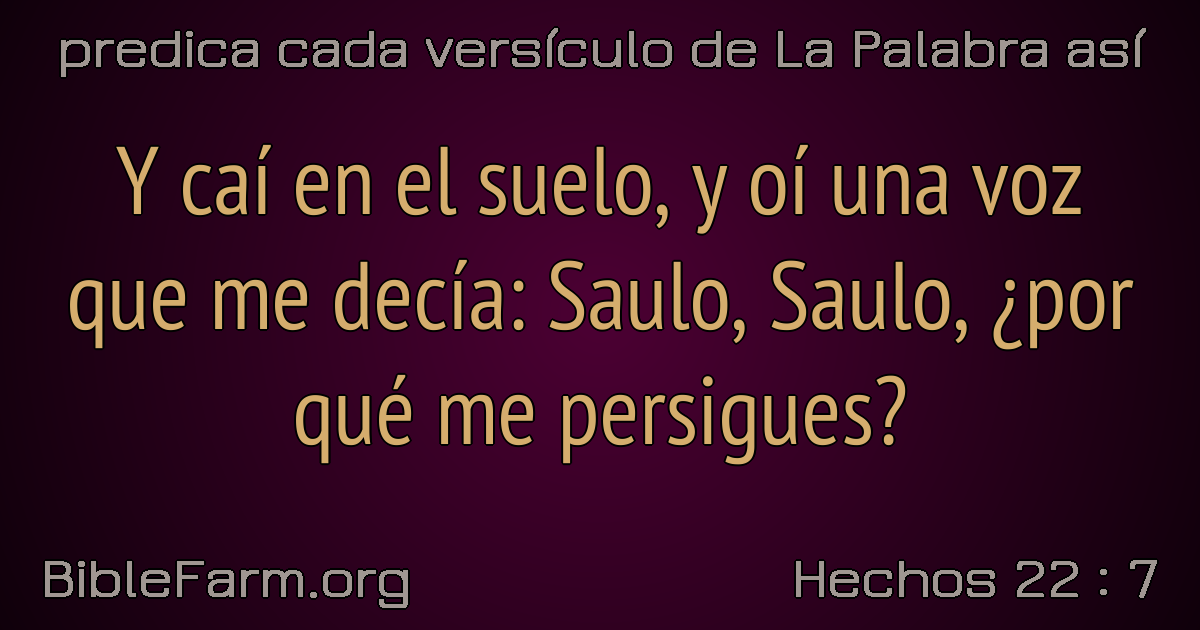 predica cada versículo de La Palabra así
Y caí en el suelo, y oí una voz
que me decía: Saulo, Saulo, ¿por
qué me persigues?
BibleFarm.org
Hechos 22 : 7